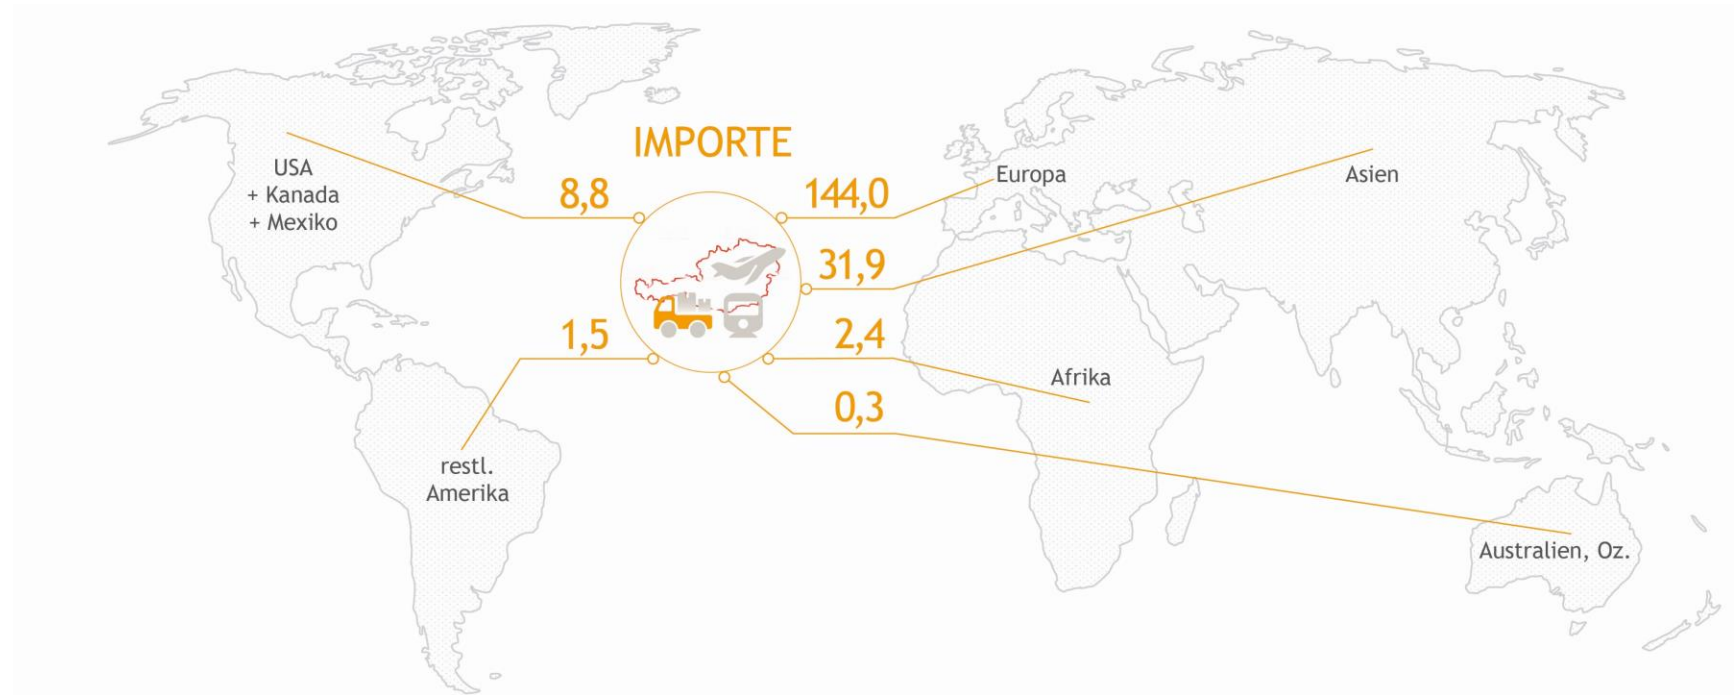 IMPORTE
USA
+ Kanada
+ Mexiko
8,8
144,0
Europa
Asien
31,9
1,5
2,4
Afrika
0,3
restl.
Amerika
Australien, Oz.